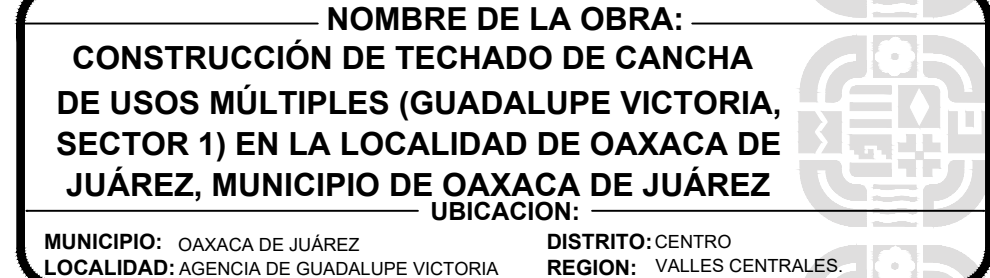 NOMBRE DE LA OBRA:
CONSTRUCCIÓN DE TECHADO DE CANCHA
DE USOS MÚLTIPLES (GUADALUPE VICTORIA,
SECTOR 1) EN LA LOCALIDAD DE OAXACA DE
JUÁREZ, MUNICIPIO DE OAXACA DE JUÁREZ
UBICACION:
MUNICIPIO: OAXACA DE JUÁREZ DISTRITO: CENTRO
LOCALIDAD: AGENCIA DE GUADALUPE VICTORIA REGION: VALLES CENTRALES.